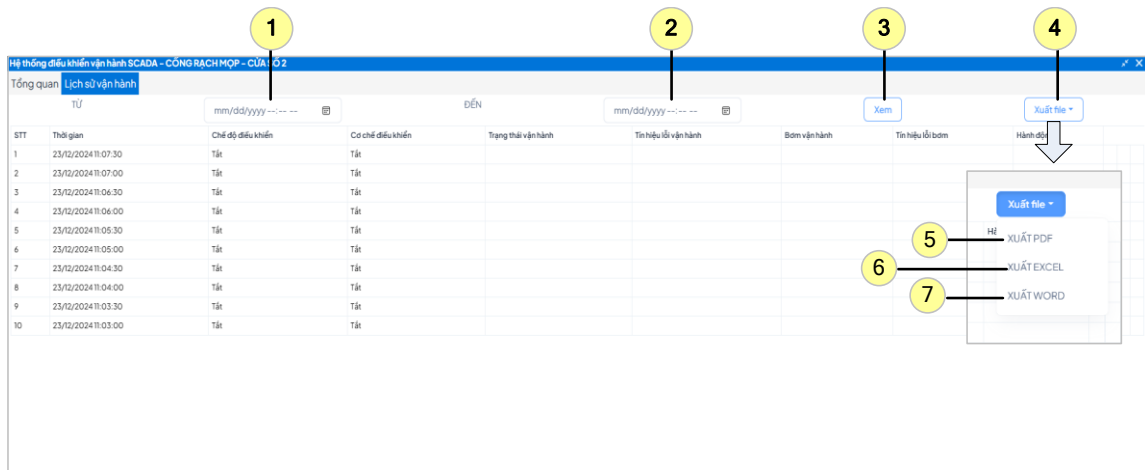 1 2 3 4
Hệ thống điều khiển vận hành SCADA - CỐNG RẠCH MỌP - CỬA SỐ 2
Tổng quan Lịch sử vận hành
TỪ mm/dd/yyyy --:-- -- ĐẾN mm/dd/yyyy --:-- -- Xem Xuất file
STT Thời gian Chế độ điều khiển Cơ chế điều khiển Trạng thái vận hành Tín hiệu lỗi vận hành Bơm vận hành Tín hiệu lỗi bơm Hành độ
1 23/12/2024 11:07:30 Tắt Tắt
2 23/12/2024 11:07:00 Tắt Tắt
3 23/12/2024 11:06:30 Tắt Tắt
4 23/12/2024 11:06:00 Tắt Tắt
5 23/12/2024 11:05:30 Tắt Tắt
6 23/12/2024 11:05:00 Tắt Tắt
7 23/12/2024 11:04:30 Tắt Tắt
8 23/12/2024 11:04:00 Tắt Tắt
9 23/12/2024 11:03:30 Tắt Tắt
10 23/12/2024 11:03:00 Tắt Tắt
Xuất file
5 XUẤT PDF
6 XUẤT EXCEL
7 XUẤT WORD